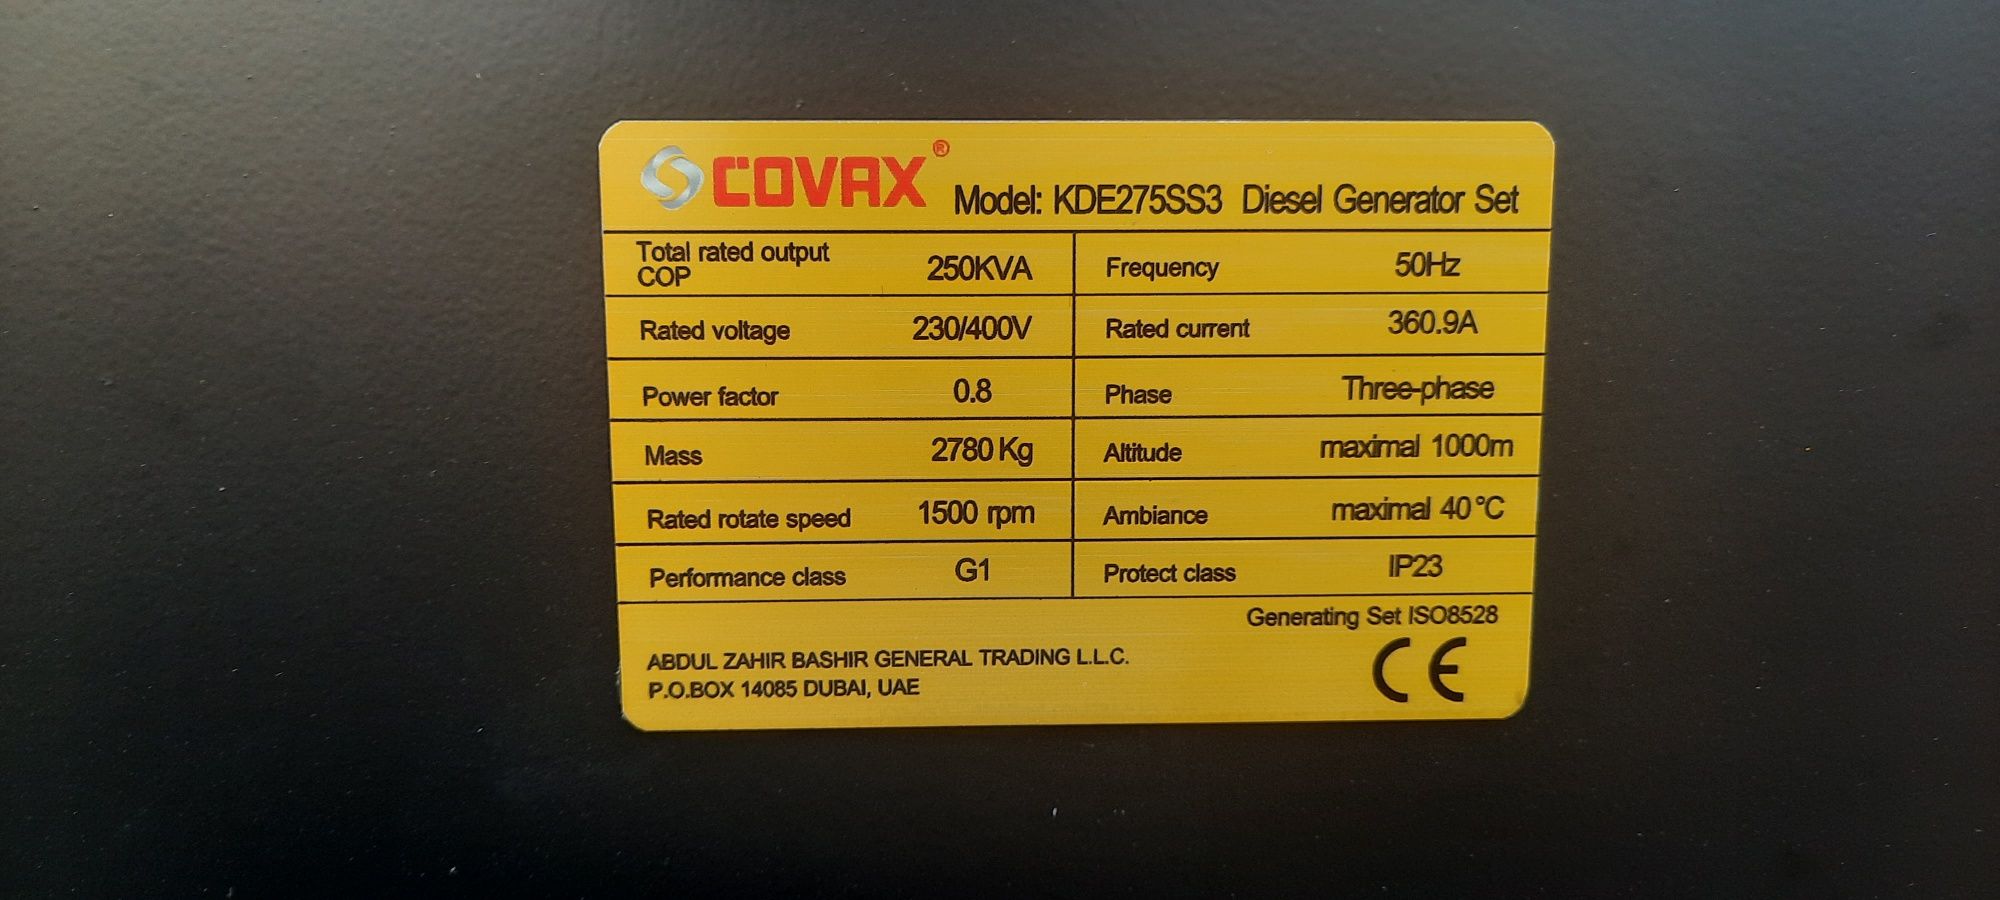 COVAX® Model: KDE275SS3 Diesel Generator Set
Total rated output COP 250KVA Frequency 50Hz
Rated voltage 230/400V Rated current 360.9A
Power factor 0.8 Phase Three-phase
Mass 2780 Kg Altitude maximal 1000m
Rated rotate speed 1500 rpm Ambiance maximal 40℃
Performance class G1 Protect class IP23
Generating Set ISO8528
ABDUL ZAHIR BASHIR GENERAL TRADING L.L.C.
P.O.BOX 14085 DUBAI, UAE
CE